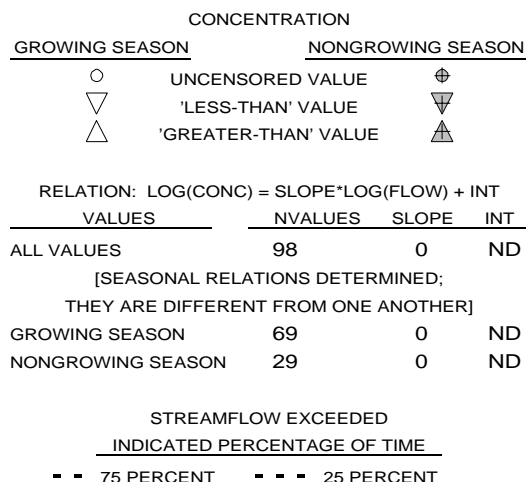 CONCENTRATION
GROWING SEASON NONGROWING SEASON
UNCENSORED VALUE
'LESS-THAN' VALUE
'GREATER-THAN' VALUE
RELATION: LOG(CONC) = SLOPE*LOG(FLOW) + INT
VALUES NVALUES SLOPE INT
ALL VALUES 98 0 ND
[SEASONAL RELATIONS DETERMINED;
THEY ARE DIFFERENT FROM ONE ANOTHER]
GROWING SEASON 69 0 ND
NONGROWING SEASON 29 0 ND
STREAMFLOW EXCEEDED
INDICATED PERCENTAGE OF TIME
75 PERCENT 25 PERCENT